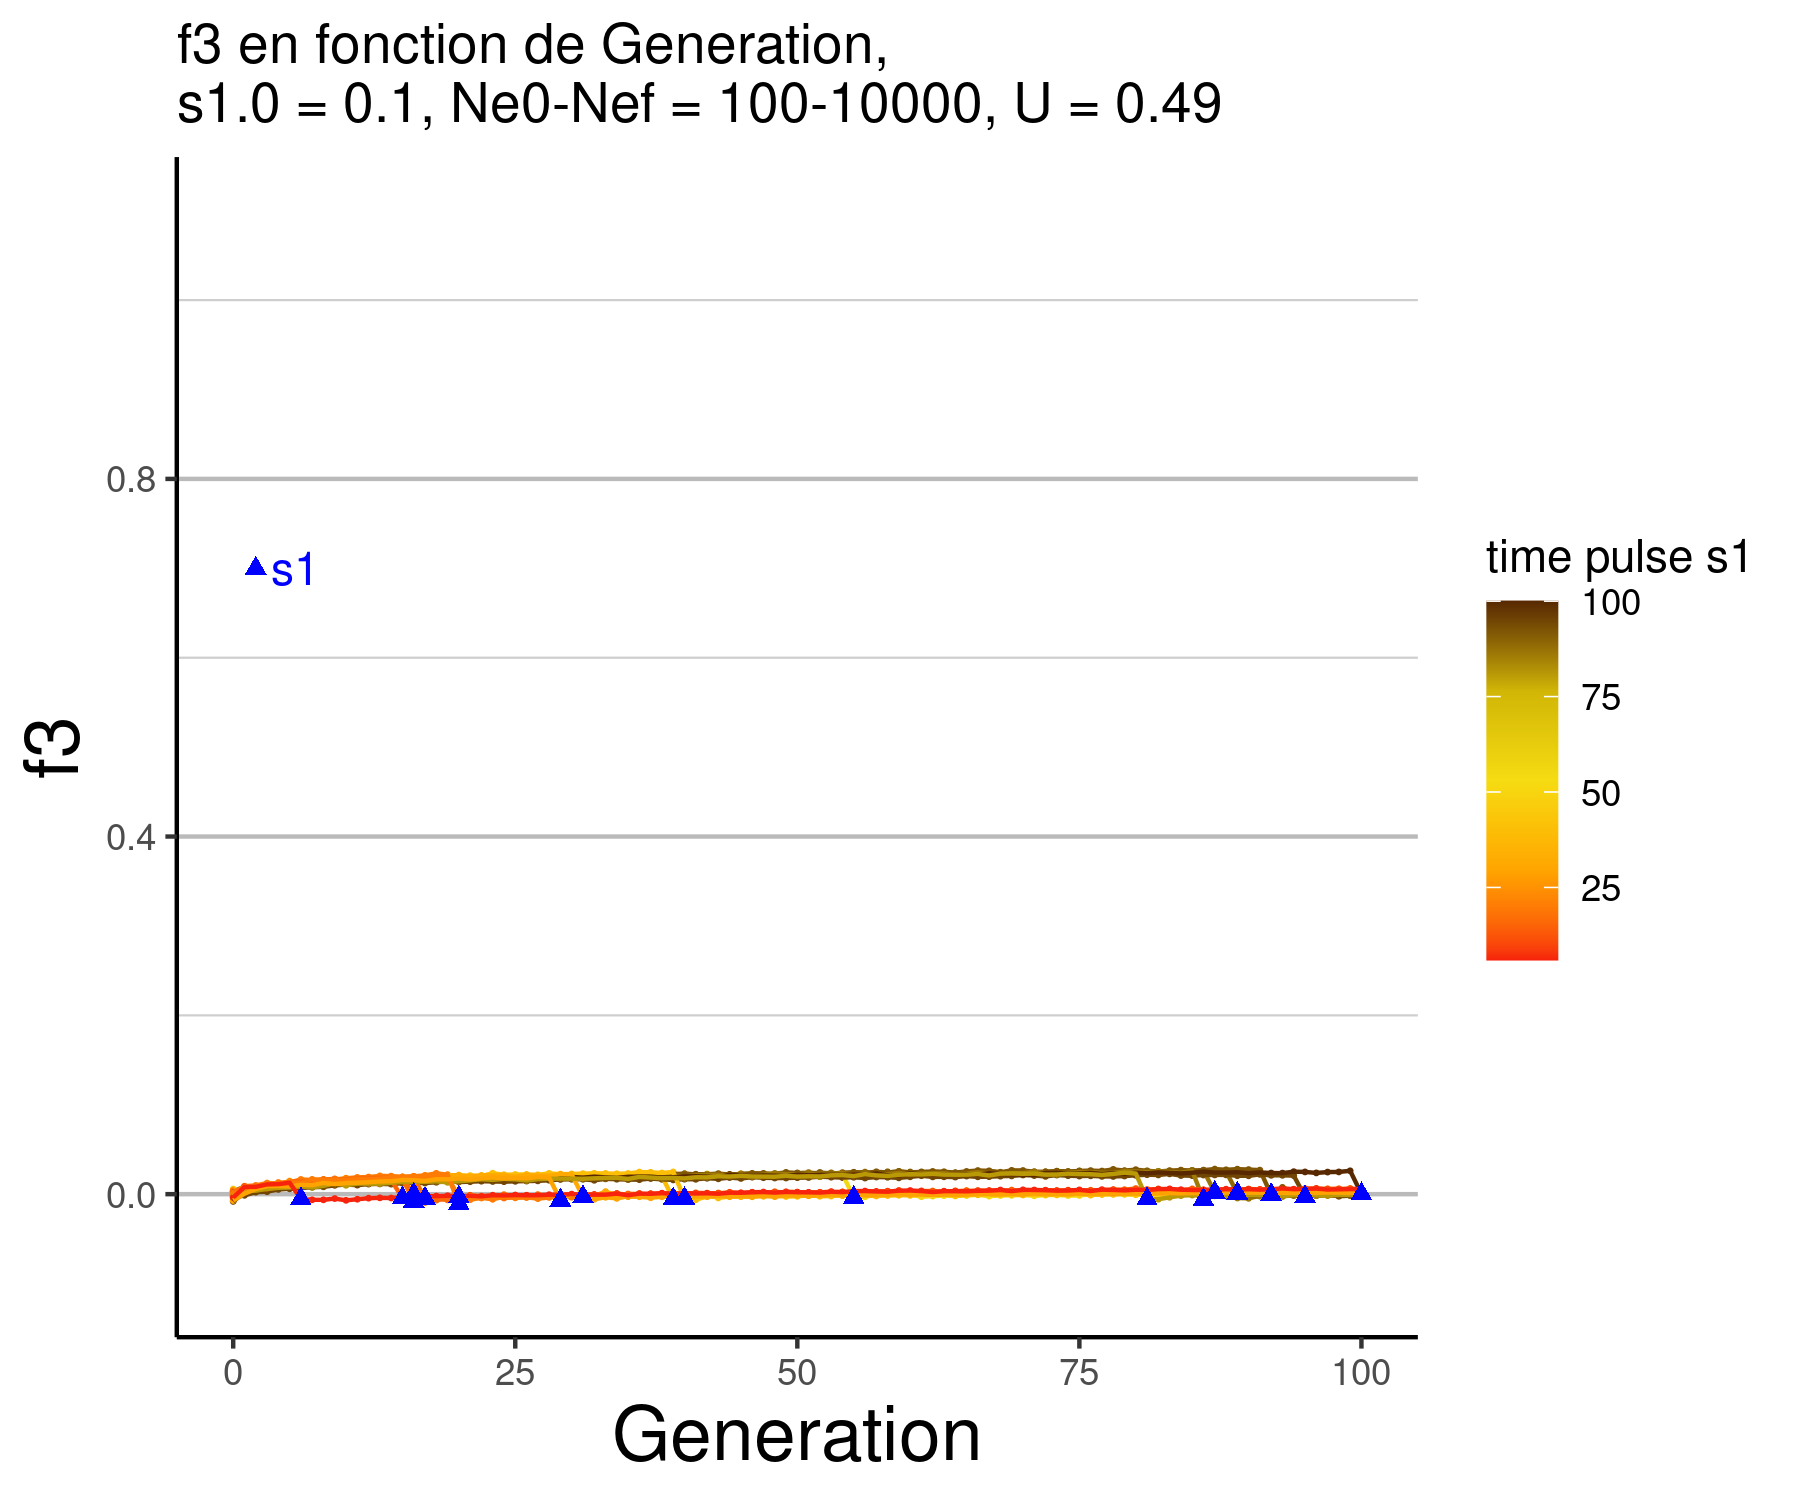 f3 en fonction de Generation,
s1.0 = 0.1, Ne0-Nef = 100-10000, U = 0.49
f3
0.8
0.4
0.0
s1
0
25
50
75
100
Generation
time pulse s1
100
75
50
25